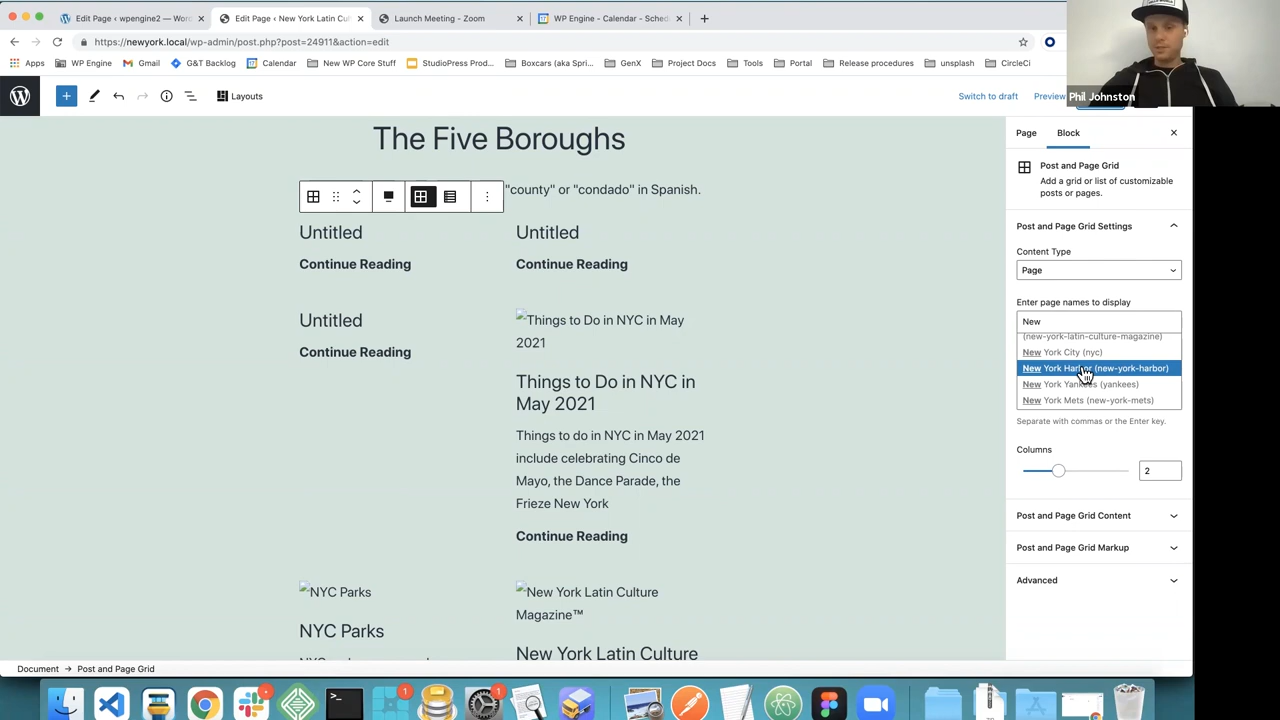 Edit Page ‹ wpengine2 — Wor
Edit Page ‹ New York Latin Cul
Launch Meeting - Zoom
WP Engine - Calendar - Sched
https://newyork.local/wp-admin/post.php?post=24911&action=edit
Apps
WP Engine
Gmail
G&T Backlog
Calendar
New WP Core Stuff
StudioPress Prod...
Boxcars (aka Spri...
GenX
Project Docs
Tools
Portal
Release procedures
unsplash
CircleCi
Phil Johnston
Layouts
Switch to draft
Preview
The Five Boroughs
"county" or "condado" in Spanish.
Untitled
Continue Reading
Untitled
Continue Reading
Untitled
Continue Reading
Things to Do in NYC in May
2021
Things to Do in NYC in
May 2021
Things to do in NYC in May 2021
include celebrating Cinco de
Mayo, the Dance Parade, the
Frieze New York
Continue Reading
NYC Parks
NYC Parks
New York Latin Culture
Magazine™
New York Latin Culture
Page
Block
Post and Page Grid
Add a grid or list of customizable
posts or pages.
Post and Page Grid Settings
Content Type
Page
Enter page names to display
New
(new-york-latin-culture-magazine)
New York City (nyc)
New York Harbor (new-york-harbor)
New York Yankees (yankees)
New York Mets (new-york-mets)
Separate with commas or the Enter key.
Columns
2
Post and Page Grid Content
Post and Page Grid Markup
Advanced
Document → Post and Page Grid
1
1